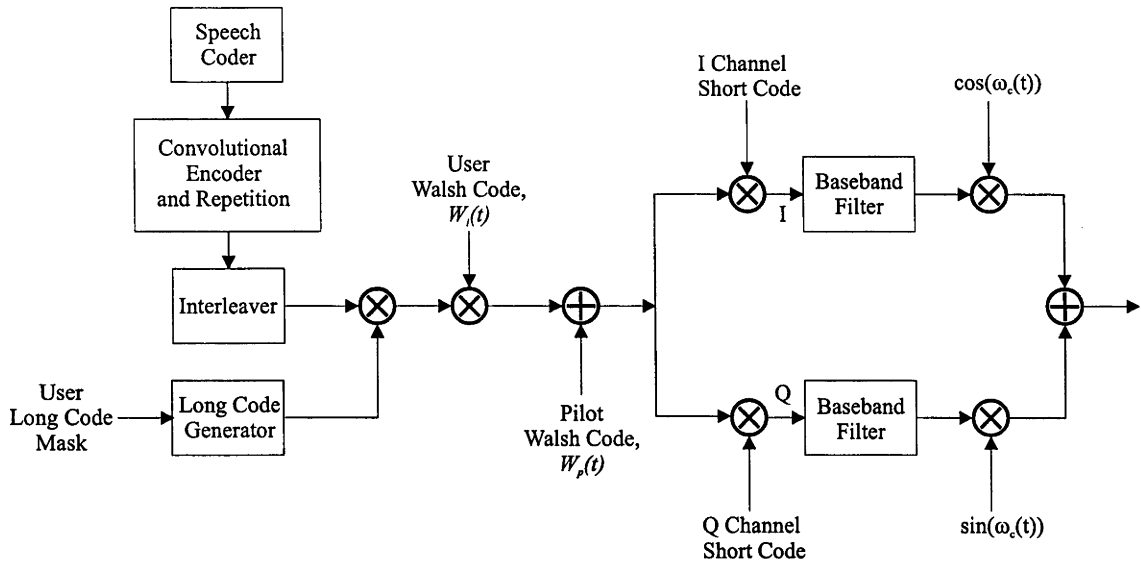 Speech
Coder
Convolutional
Encoder
and Repetition
Interleaver
User
Long Code
Mask
Long Code
Generator
User
Walsh Code,
W_i(t)
Pilot
Walsh Code,
W_p(t)
I Channel
Short Code
I
Baseband
Filter
cos(ω_c(t))
Q
Baseband
Filter
Q Channel
Short Code
sin(ω_c(t))